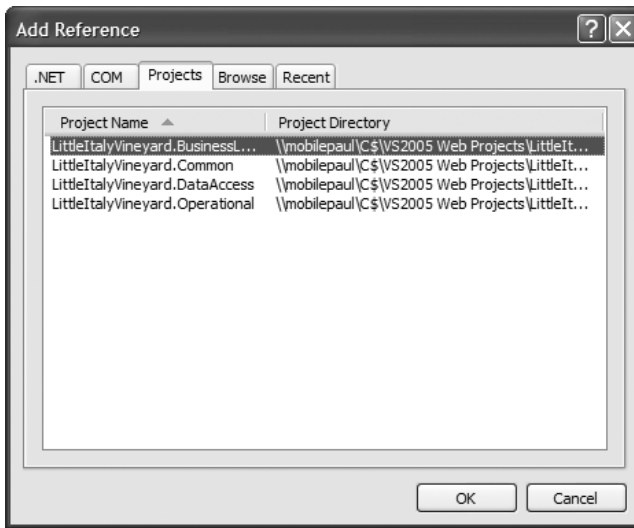 Add Reference
.NET COM Projects Browse Recent
Project Name Project Directory
LittleItalyVineyard.BusinessL... \\mobilepaul\C$\VS2005 Web Projects\LittleIt...
LittleItalyVineyard.Common \\mobilepaul\C$\VS2005 Web Projects\LittleIt...
LittleItalyVineyard.DataAccess \\mobilepaul\C$\VS2005 Web Projects\LittleIt...
LittleItalyVineyard.Operational \\mobilepaul\C$\VS2005 Web Projects\LittleIt...
OK Cancel